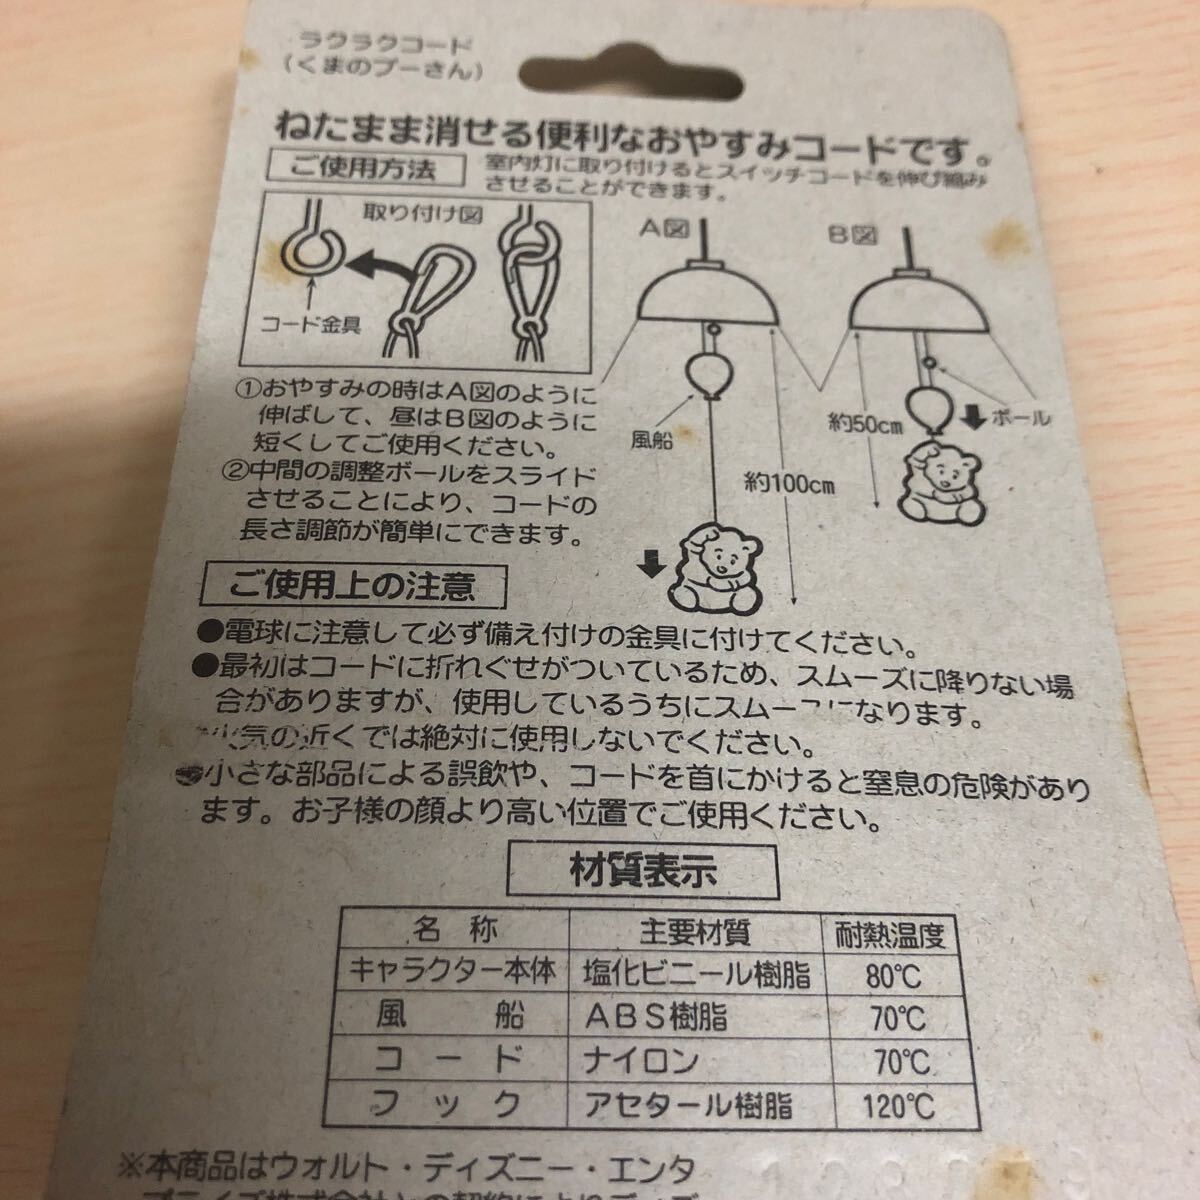 ラクラクコード
(くまのプーさん)
ねたまま消せる便利なおやすみコードです。
ご使用方法
室内灯に取り付けるとスイッチコードを伸び縮み
させることができます。
取り付け図
コード金具
A図
B図
風船
約100cm
約50cm
ボール
①おやすみの時はA図のように
伸ばして、昼はB図のように
短くしてご使用ください。
②中間の調整ボールをスライド
させることにより、コードの
長さ調節が簡単にできます。
ご使用上の注意
●電球に注意して必ず備え付けの金具に付けてください。
●最初はコードに折れぐせがついているため、スムーズに降りない場
合がありますが、使用しているうちにスムーズになります。
火気の近くでは絶対に使用しないでください。
●小さな部品による誤飲や、コードを首にかけると窒息の危険があり
ます。お子様の顔より高い位置でご使用ください。
材質表示
名称 主要材質 耐熱温度
キャラクター本体 塩化ビニール樹脂 80℃
風船 ABS樹脂 70℃
コード ナイロン 70℃
フック アセタール樹脂 120℃
※本商品はウォルト・ディズニー・エンタ
プライズ株式会社との契約によりディズ